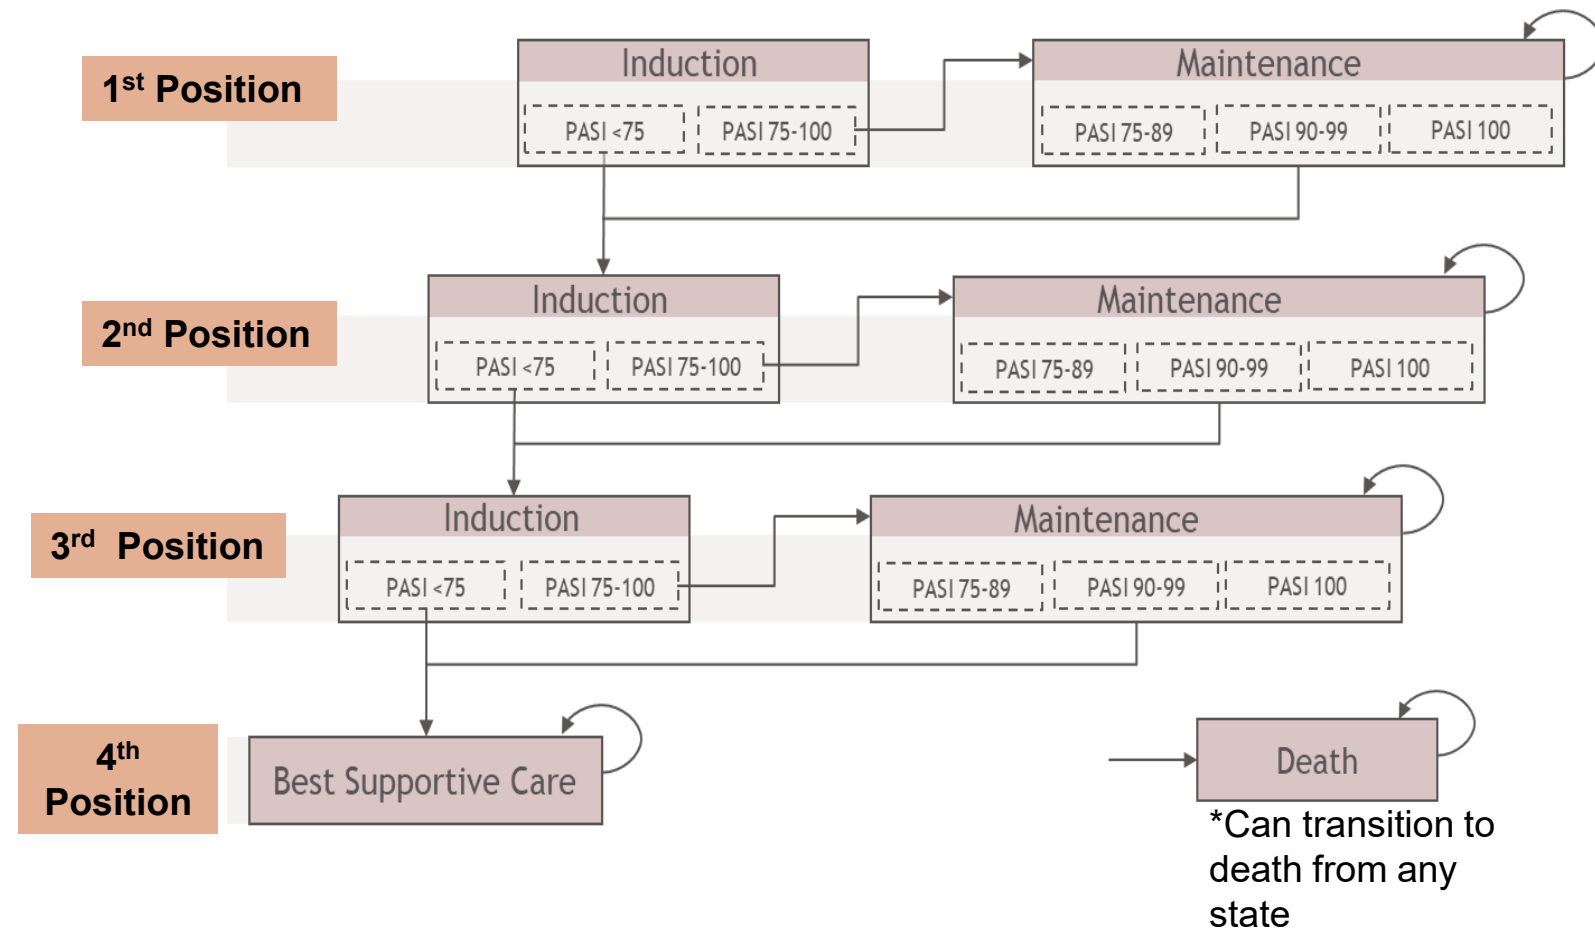 1st Position
Induction
PASI <75
PASI 75-100
Maintenance
PASI 75-89
PASI 90-99
PASI 100
2nd Position
Induction
PASI <75
PASI 75-100
Maintenance
PASI 75-89
PASI 90-99
PASI 100
3rd Position
Induction
PASI <75
PASI 75-100
Maintenance
PASI 75-89
PASI 90-99
PASI 100
4th
Position
Best Supportive Care
Death
*Can transition to
death from any
state